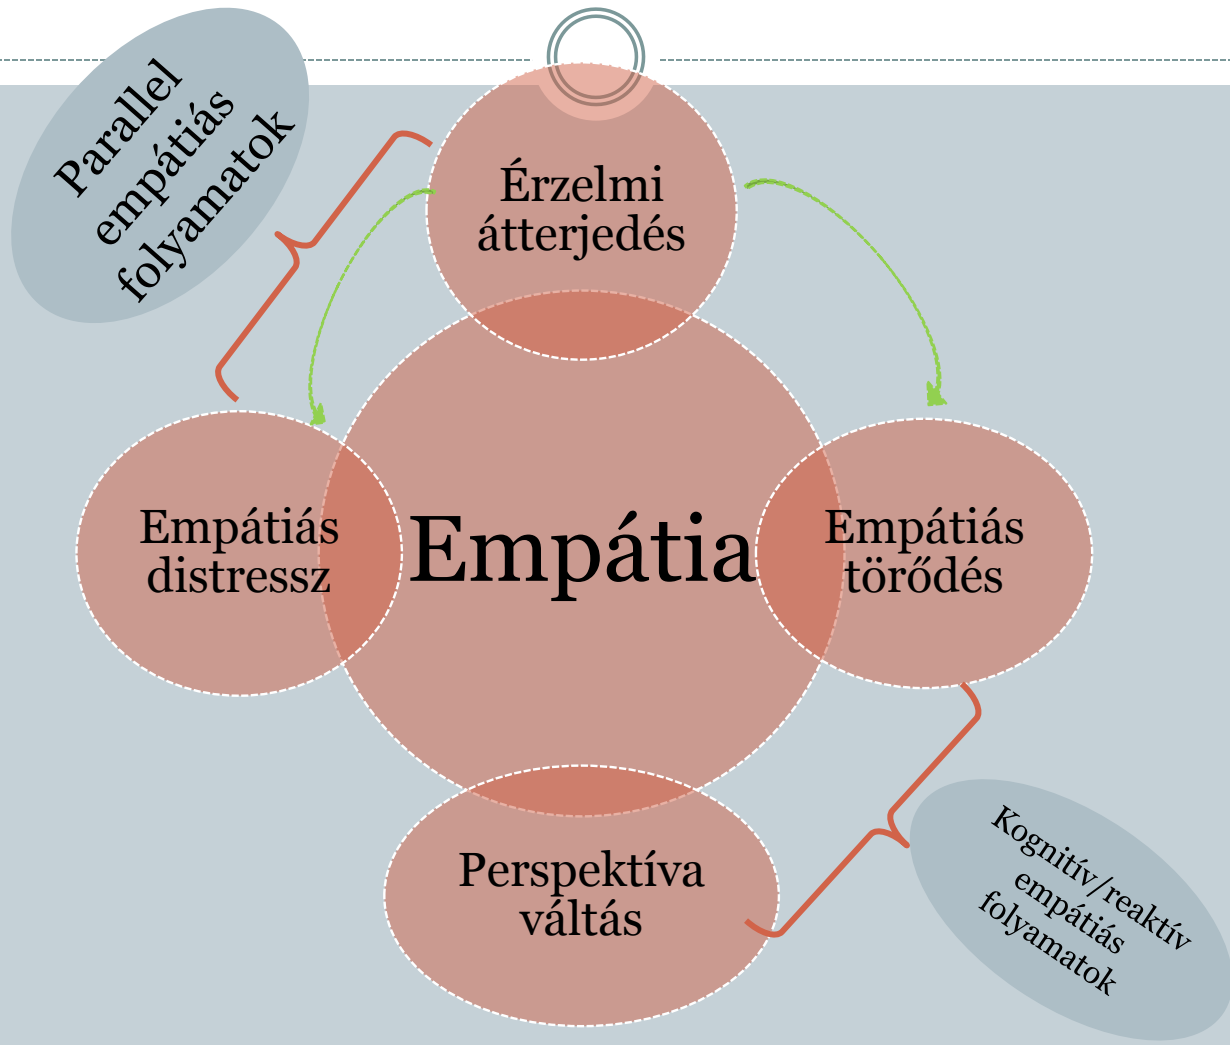 Parallel
empátiás
folyamatok
Érzelmi
átterjedés
Empátiás
distressz
Empátia
Empátiás
törődés
Perspektíva
váltás
Kognitív/reaktív
empátiás
folyamatok